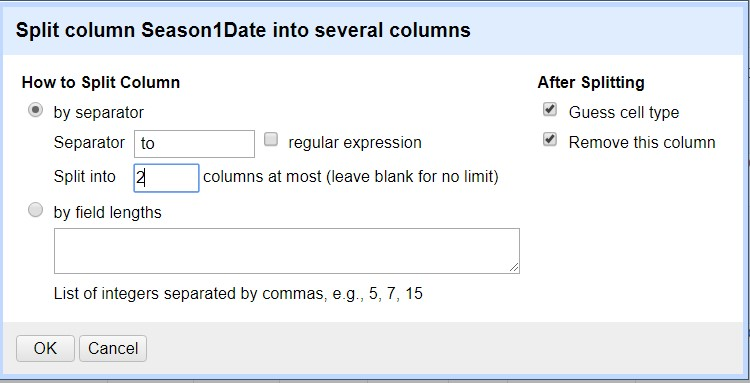 Split column Season1Date into several columns
How to Split Column
After Splitting
by separator
Guess cell type
Separator to regular expression
Remove this column
Split into 2 columns at most (leave blank for no limit)
by field lengths
List of integers separated by commas, e.g., 5, 7, 15
OK Cancel